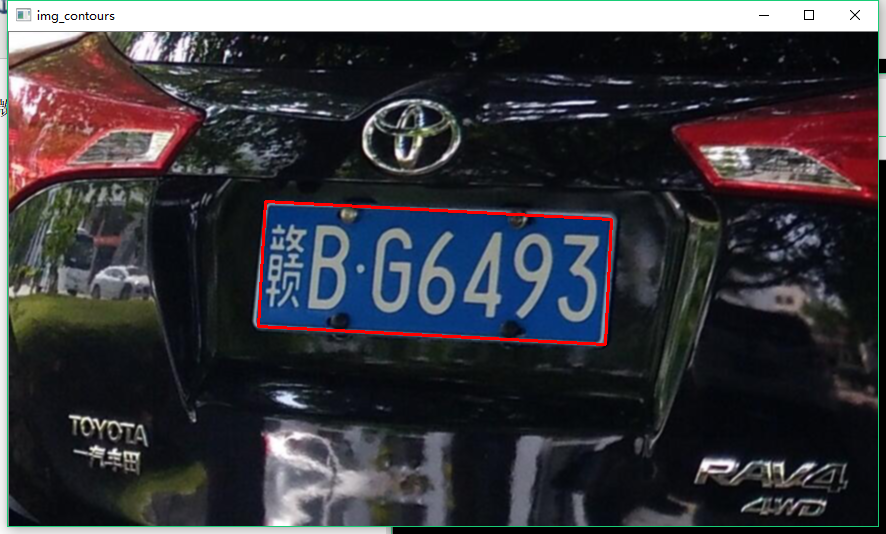 img_contours
赣B·G6493
TOYOTA
一汽丰田
RAV4
4WD